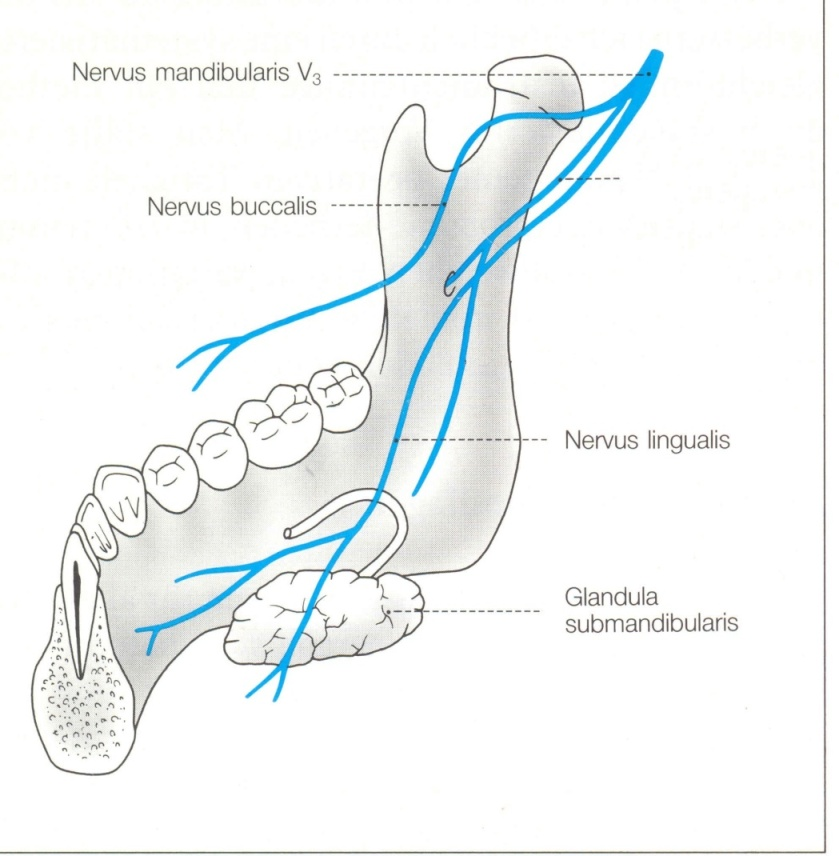 Nervus mandibularis V₃
Nervus buccalis
Nervus lingualis
Glandula
submandibularis